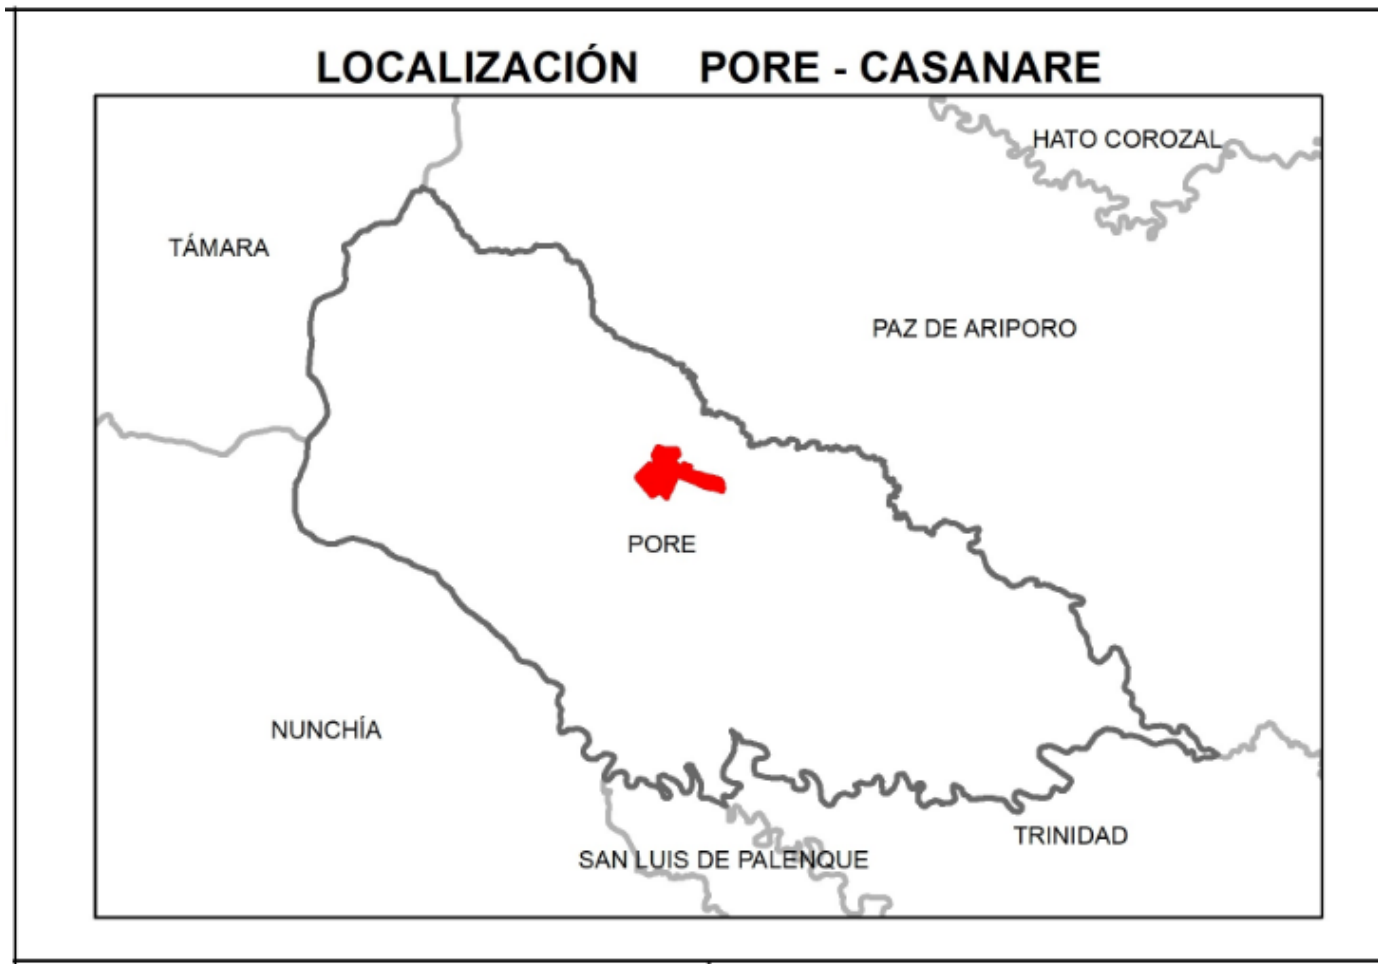 LOCALIZACIÓN PORE - CASANARE
HATO COROZAL
TÁMARA
PAZ DE ARIPORO
PORE
NUNCHÍA
TRINIDAD
SAN LUIS DE PALENQUE